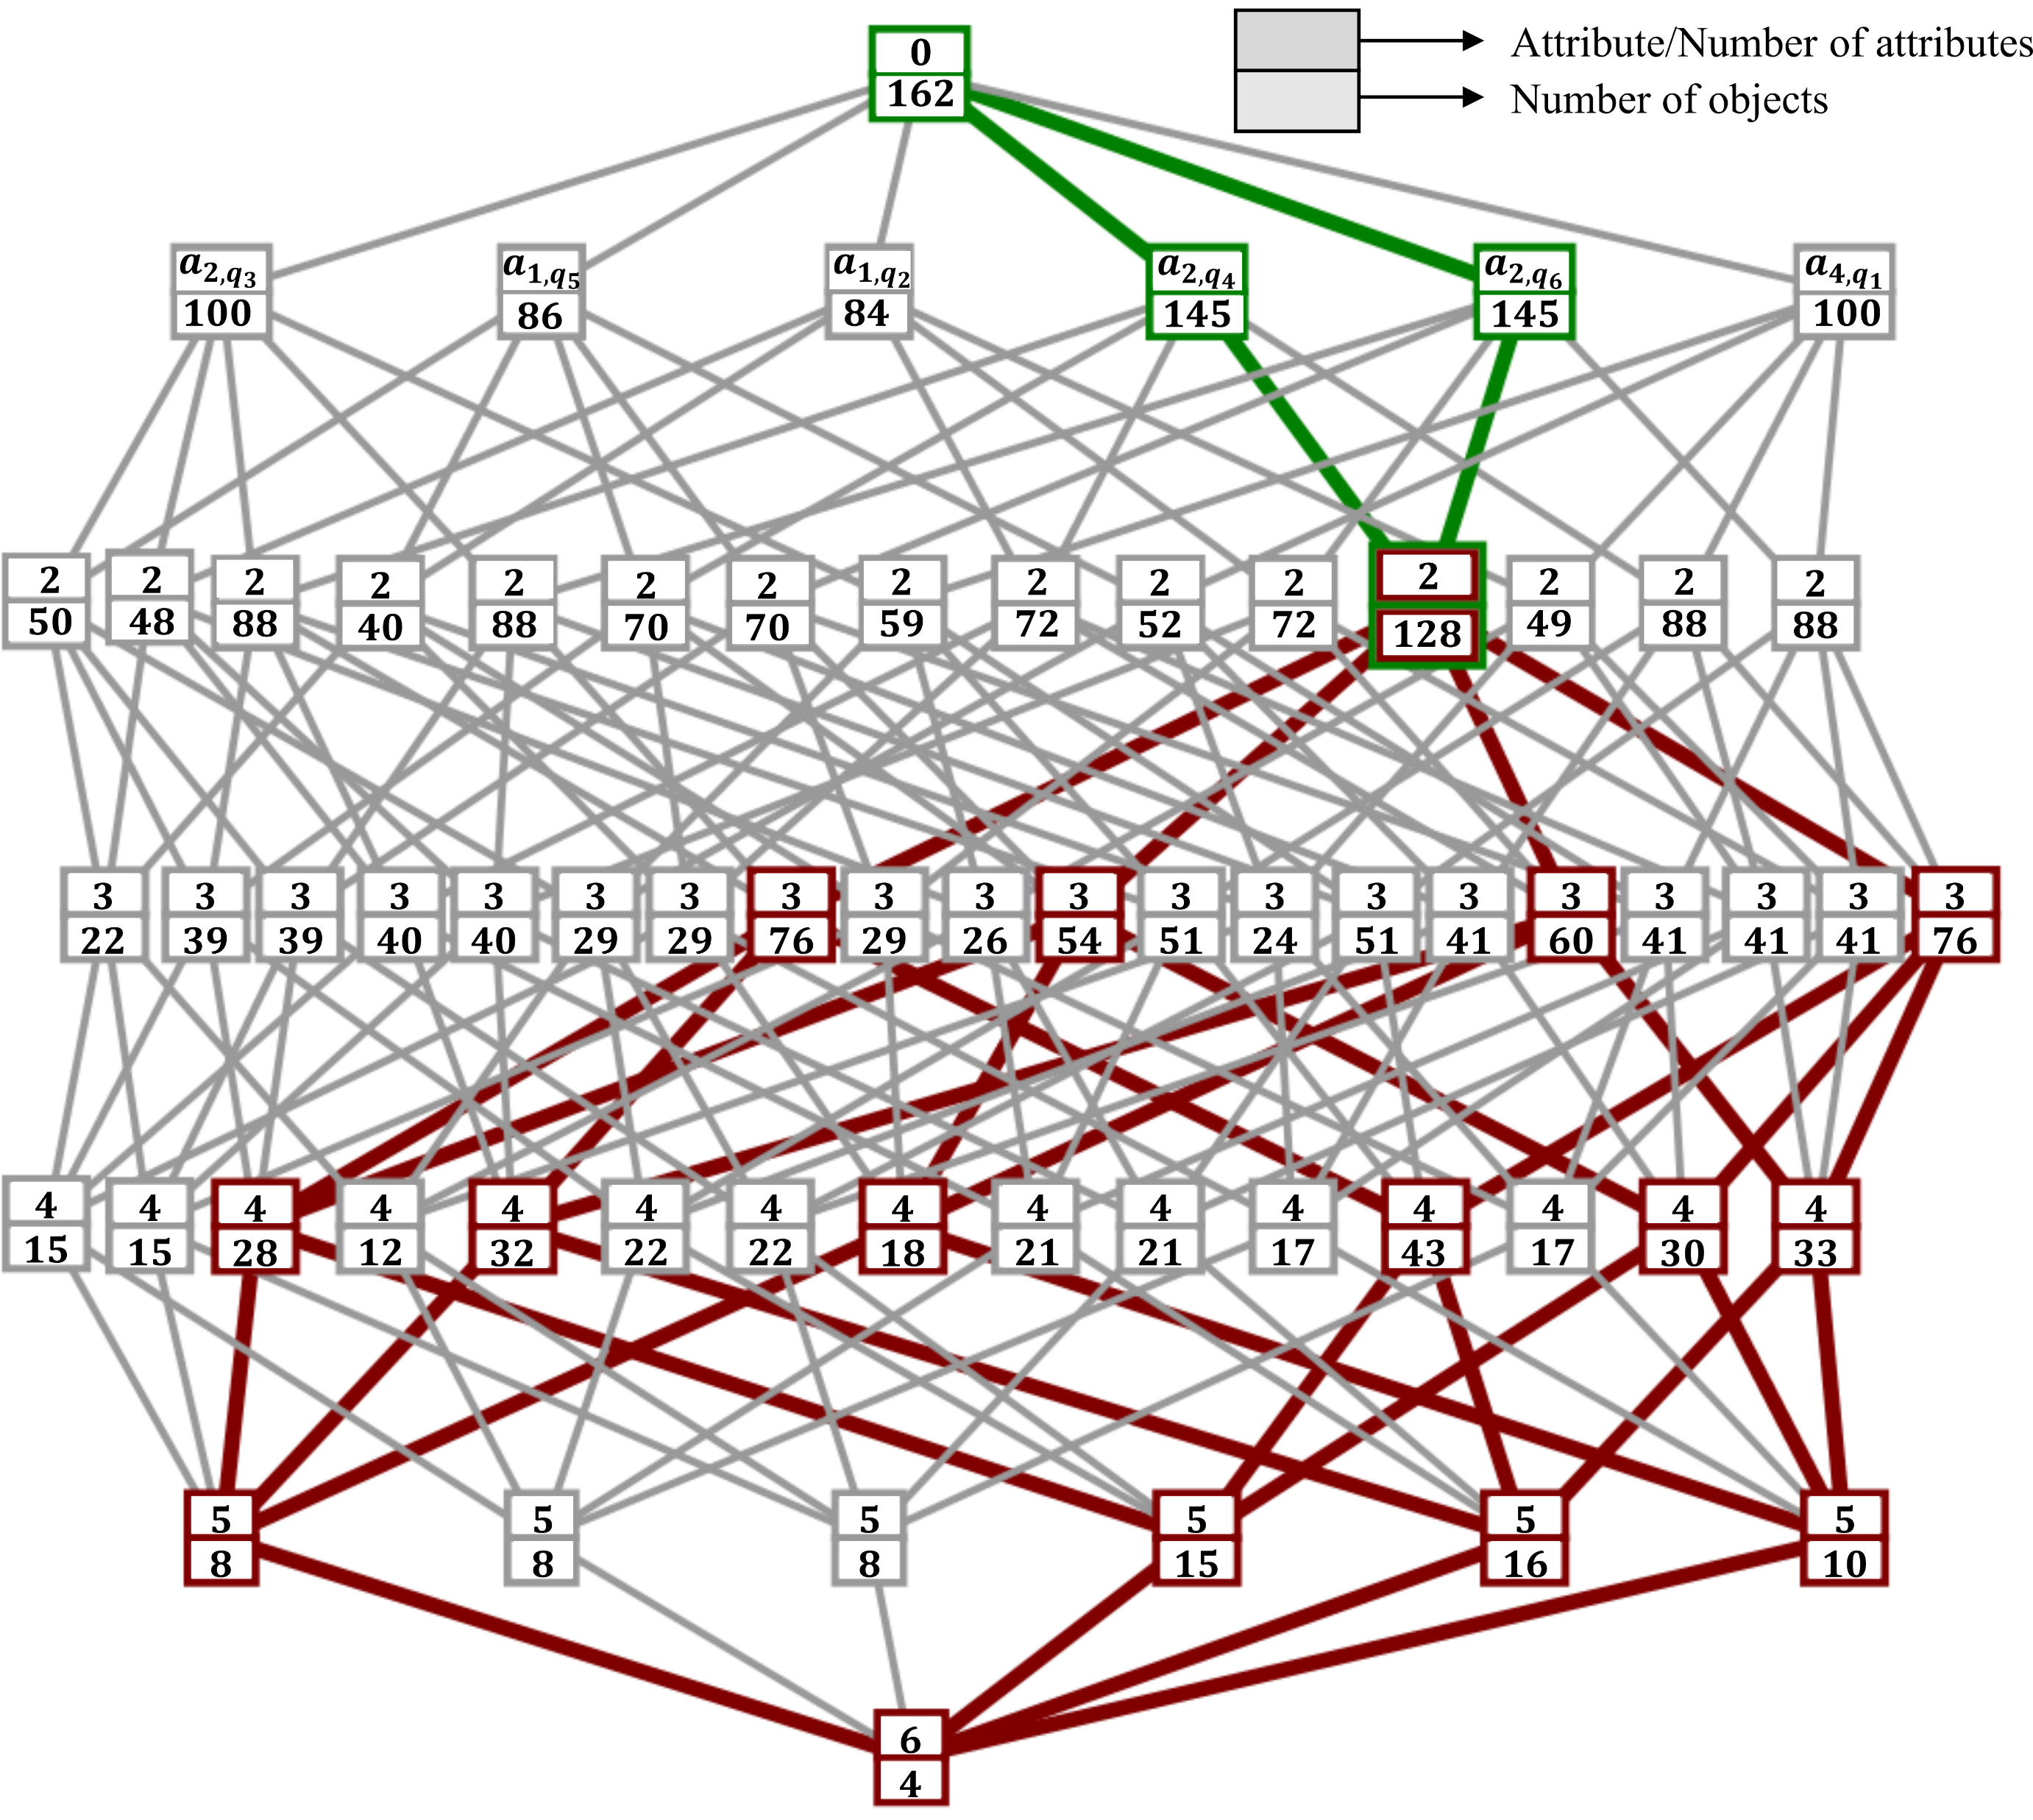 0
162
Attribute/Number of attributes
Number of objects
a2,q3 a1,q5 a1,q2 a2,q4 a2,q6 a4,q1
100 86 84 145 145 100
2 2 2 2 2 2 2 2 2 2 2 2 2 2 2
50 48 88 40 88 70 70 59 72 52 72 128 49 88 88
3 3 3 3 3 3 3 3 3 3 3 3 3 3 3 3 3 3 3 3
22 39 39 40 40 29 29 76 29 26 54 51 24 51 41 60 41 41 41 76
4 4 4 4 4 4 4 4 4 4 4 4 4 4 4
15 15 28 12 32 22 22 18 21 21 17 43 17 30 33
5 5 5 5 5 5
8 8 8 15 16 10
6
4